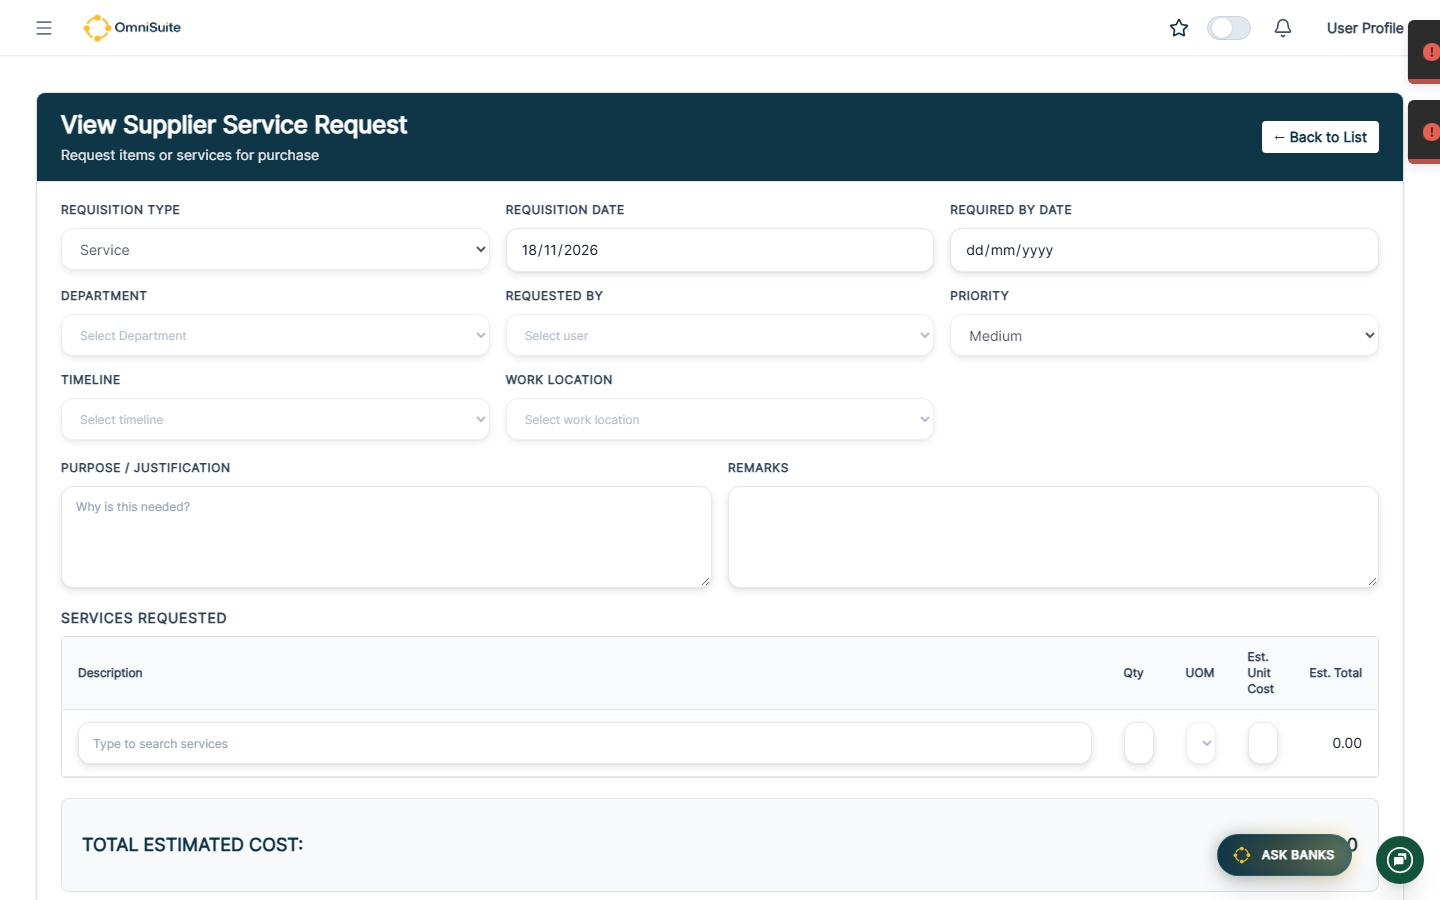 OmniSuite
User Profile
View Supplier Service Request
Request items or services for purchase
← Back to List
REQUISITION TYPE
REQUISITION DATE
REQUIRED BY DATE
Service
18/11/2026
dd/mm/yyyy
DEPARTMENT
REQUESTED BY
PRIORITY
Select Department
Select user
Medium
TIMELINE
WORK LOCATION
Select timeline
Select work location
PURPOSE / JUSTIFICATION
REMARKS
Why is this needed?
SERVICES REQUESTED
Description
Qty
UOM
Est.
Unit
Cost
Est. Total
Type to search services
0.00
TOTAL ESTIMATED COST:
ASK BANKS